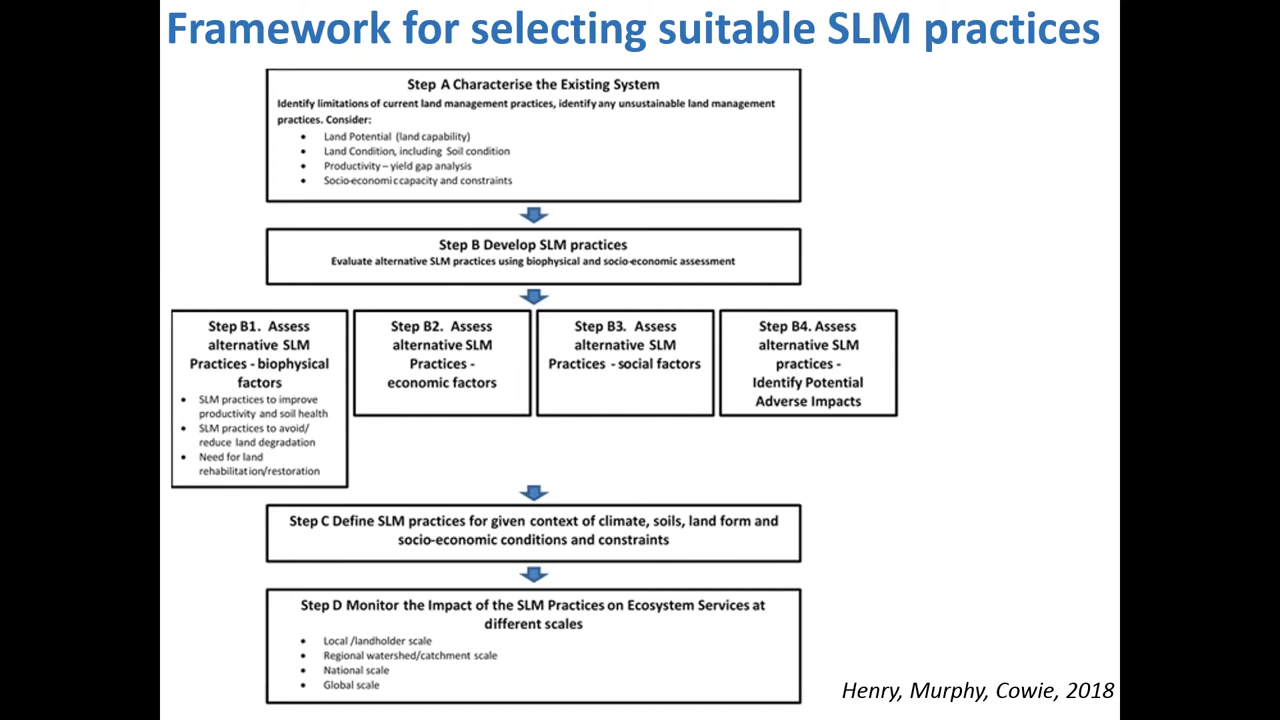 Framework for selecting suitable SLM practices
Step A Characterise the Existing System
Identify limitations of current land management practices, identify any unsustainable land management
practices. Consider:
• Land Potential (land capability)
• Land Condition, including Soil condition
• Productivity – yield gap analysis
• Socio-economic capacity and constraints
Step B Develop SLM practices
Evaluate alternative SLM practices using biophysical and socio-economic assessment
Step B1. Assess
alternative SLM
Practices - biophysical
factors
• SLM practices to improve
productivity and soil health
• SLM practices to avoid/
reduce land degradation
• Need for land
rehabilitation/restoration
Step B2. Assess
alternative SLM
Practices -
economic factors
Step B3. Assess
alternative SLM
Practices - social factors
Step B4. Assess
alternative SLM
practices -
Identify Potential
Adverse Impacts
Step C Define SLM practices for given context of climate, soils, land form and
socio-economic conditions and constraints
Step D Monitor the Impact of the SLM Practices on Ecosystem Services at
different scales
• Local /landholder scale
• Regional watershed/catchment scale
• National scale
• Global scale
Henry, Murphy, Cowie, 2018